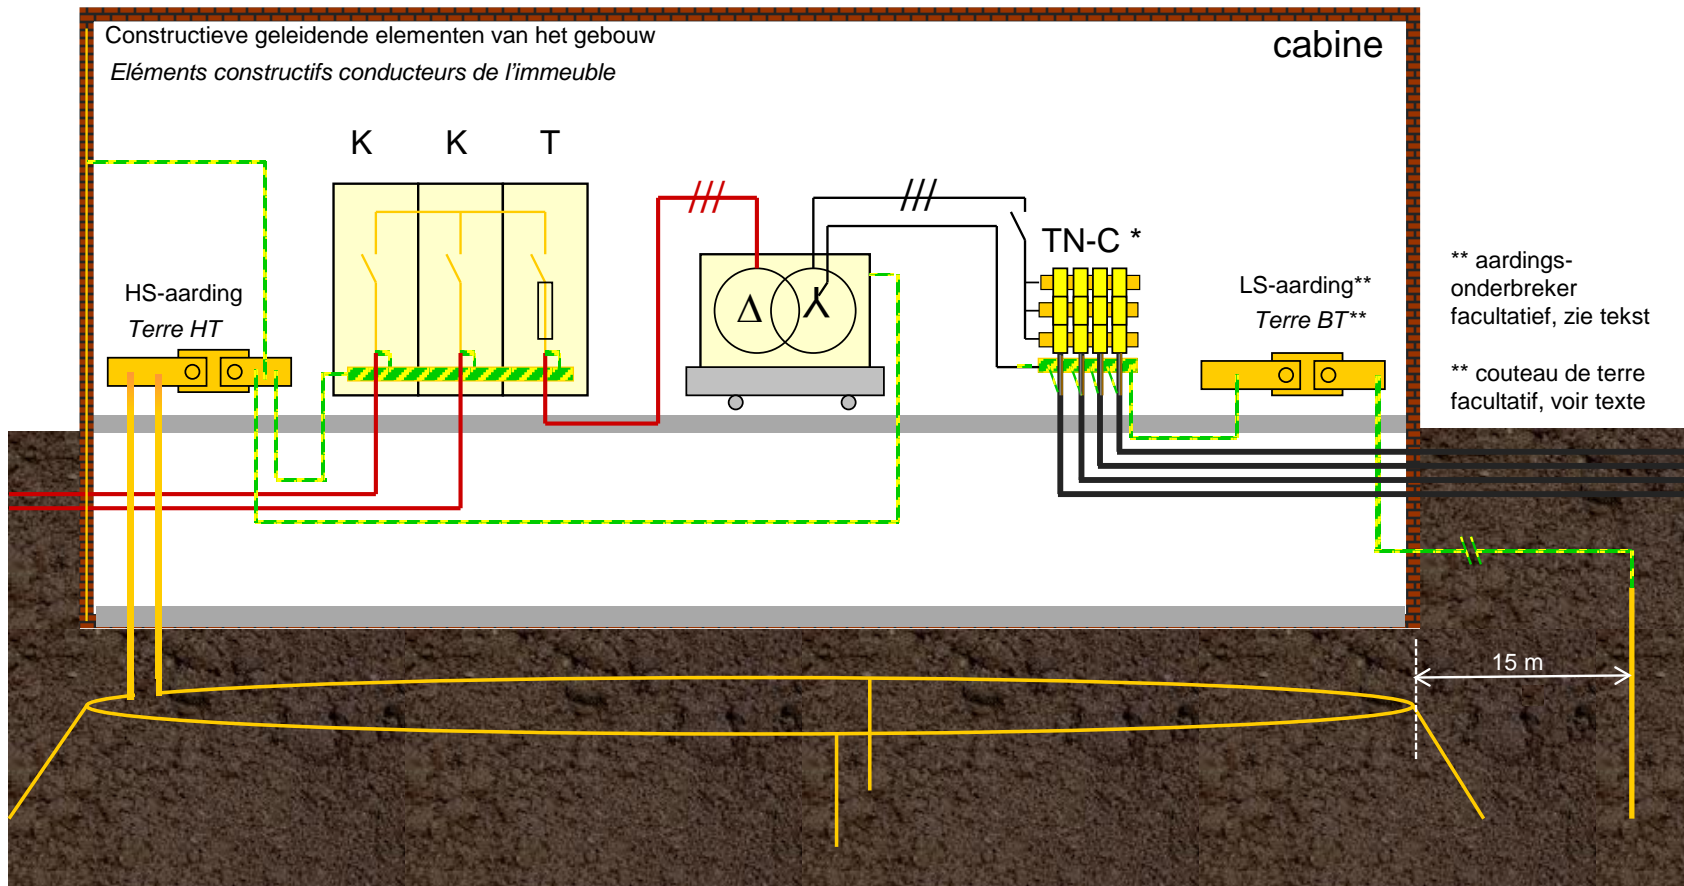 Constructieve geleidende elementen van het gebouw
Eléments constructifs conducteurs de l'immeuble
cabine
K K T
HS-aarding
Terre HT
Δ
TN-C *
LS-aarding**
Terre BT**
** aardings-
onderbreker
facultatief, zie tekst
** couteau de terre
facultatif, voir texte
15 m